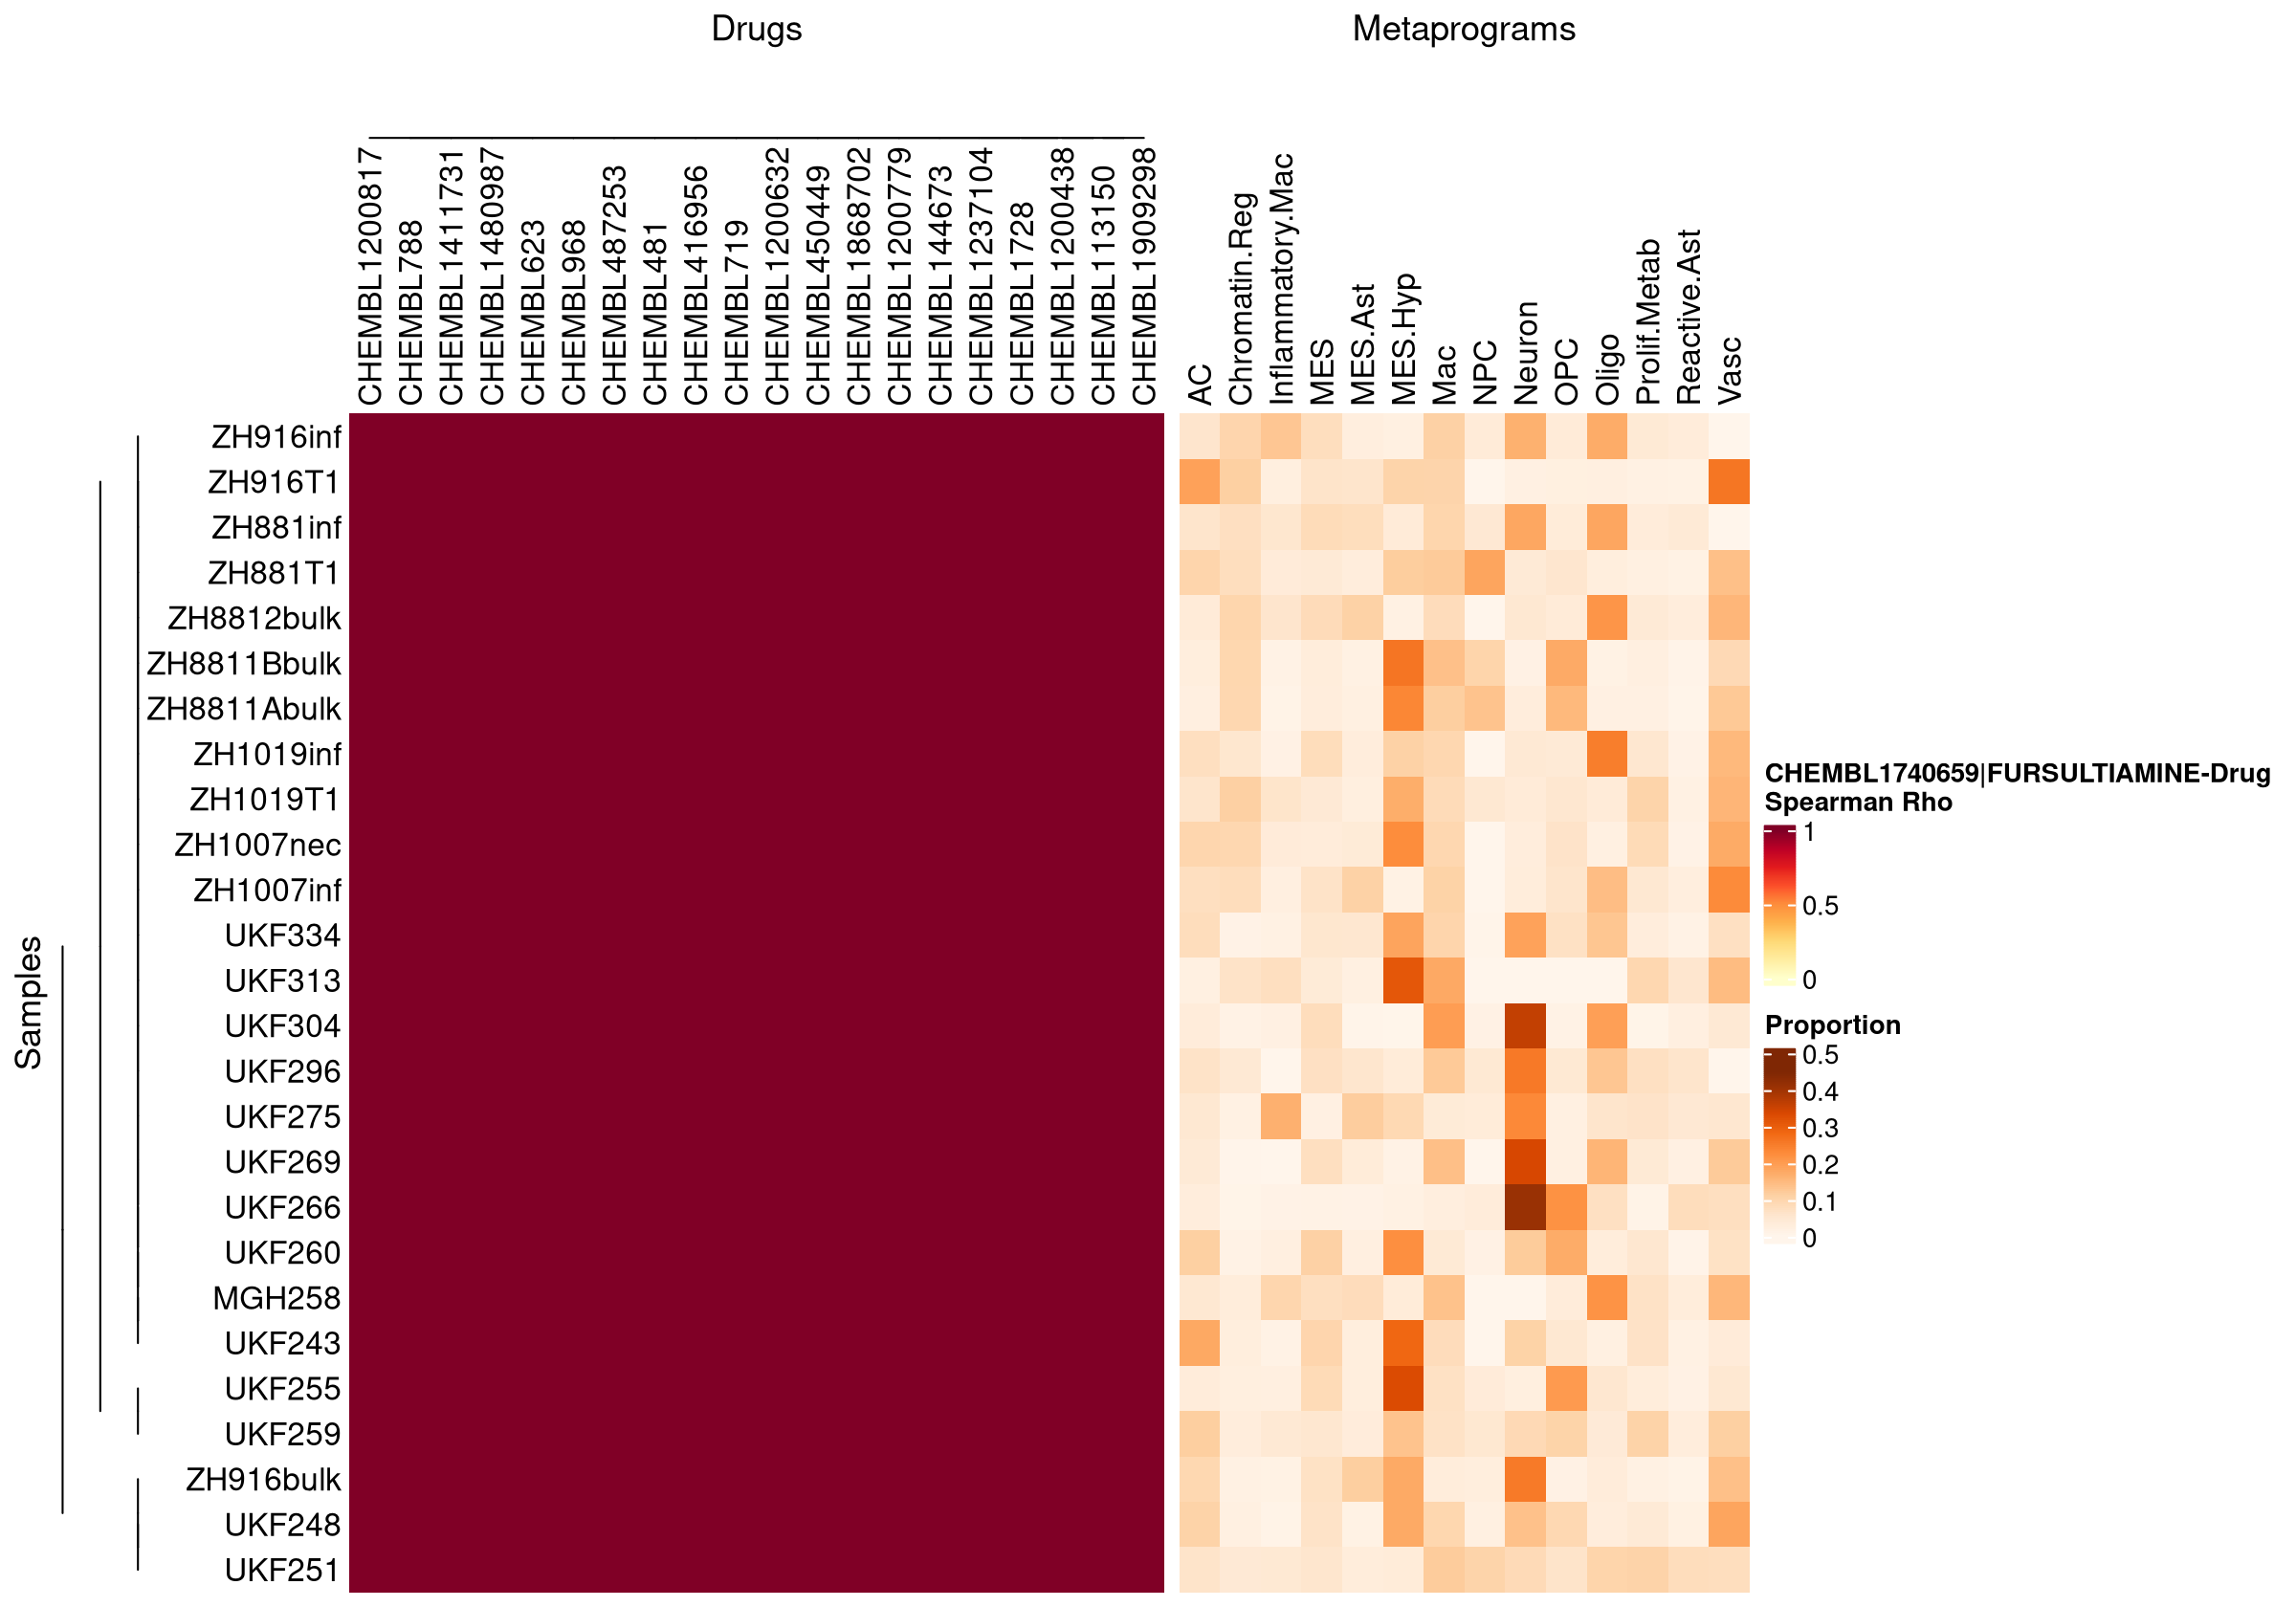 Drugs
Metaprograms
CHEMBL1200817
CHEMBL788
CHEMBL1411731
CHEMBL1480987
CHEMBL623
CHEMBL968
CHEMBL487253
CHEMBL481
CHEMBL416956
CHEMBL719
CHEMBL1200632
CHEMBL450449
CHEMBL1868702
CHEMBL1200779
CHEMBL144673
CHEMBL1237104
CHEMBL1728
CHEMBL1200438
CHEMBL113150
CHEMBL1909298
AC
Chromatin.Reg
Inflammatory.Mac
MES
MES.Ast
MES.Hyp
Mac
NPC
Neuron
OPC
Oligo
Prolif.Metab
Reactive.Ast
Vasc
Samples
ZH916inf
ZH916T1
ZH881inf
ZH881T1
ZH8812bulk
ZH8811Bbulk
ZH8811Abulk
ZH1019inf
ZH1019T1
ZH1007nec
ZH1007inf
UKF334
UKF313
UKF304
UKF296
UKF275
UKF269
UKF266
UKF260
MGH258
UKF243
UKF255
UKF259
ZH916bulk
UKF248
UKF251
CHEMBL1740659|FURSULTIAMINE-Drug
Spearman Rho
1
0.5
0
Proportion
0.5
0.4
0.3
0.2
0.1
0